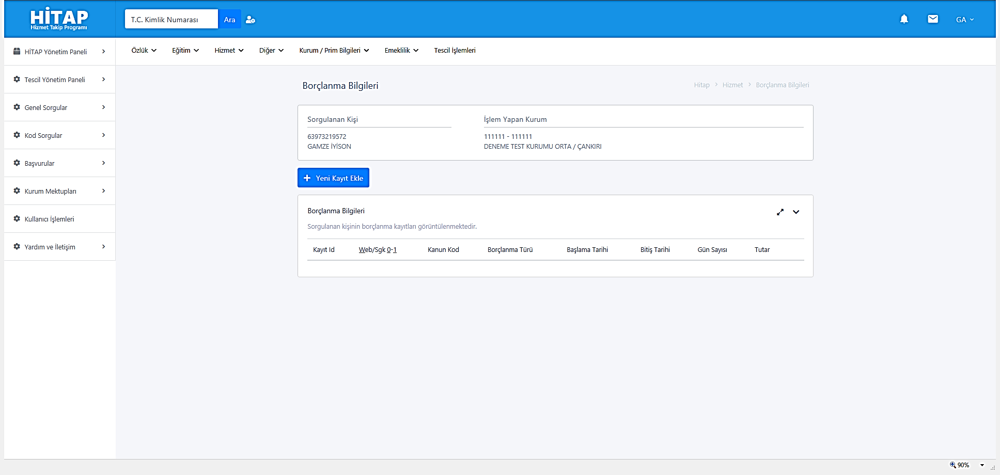 HİTAP
Hizmet Takip Programı
T.C. Kimlik Numarası
Ara
GA
HİTAP Yönetim Paneli
Tescil Yönetim Paneli
Genel Sorgular
Kod Sorgular
Başvurular
Kurum Mektupları
Kullanıcı İşlemleri
Yardım ve İletişim
Özlük Eğitim Hizmet Diğer Kurum / Prim Bilgileri Emeklilik Tescil İşlemleri
Borçlanma Bilgileri
Hitap > Hizmet > Borçlanma Bilgileri
Sorgulanan Kişi
63973219572
GAMZE İYİSON
İşlem Yapan Kurum
111111 - 111111
DENEME TEST KURUMU ORTA / ÇANKIRI
+ Yeni Kayıt Ekle
Borçlanma Bilgileri
Sorgulanan kişinin borçlanma kayıtları görüntülenmektedir.
Kayıt Id Web/Sgk 0-1 Kanun Kod Borçlanma Türü Başlama Tarihi Bitiş Tarihi Gün Sayısı Tutar
90%